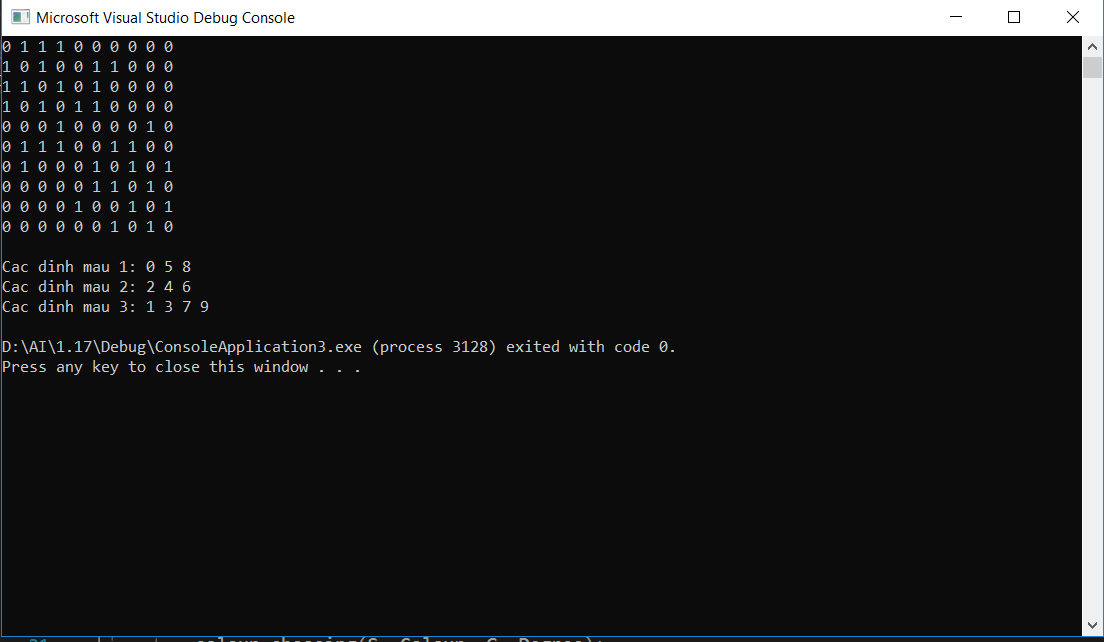 Microsoft Visual Studio Debug Console
0 1 1 1 0 0 0 0 0 0
1 0 1 0 0 1 1 0 0 0
1 1 0 1 0 1 0 0 0 0
1 0 1 0 1 1 0 0 0 0
0 0 0 1 0 0 0 0 1 0
0 1 1 1 0 0 1 1 0 0
0 1 0 0 0 1 0 1 0 1
0 0 0 0 0 1 1 0 1 0
0 0 0 0 1 0 0 1 0 1
0 0 0 0 0 0 1 0 1 0
Cac dinh mau 1: 0 5 8
Cac dinh mau 2: 2 4 6
Cac dinh mau 3: 1 3 7 9
D:\AI\1.17\Debug\ConsoleApplication3.exe (process 3128) exited with code 0.
Press any key to close this window . . .